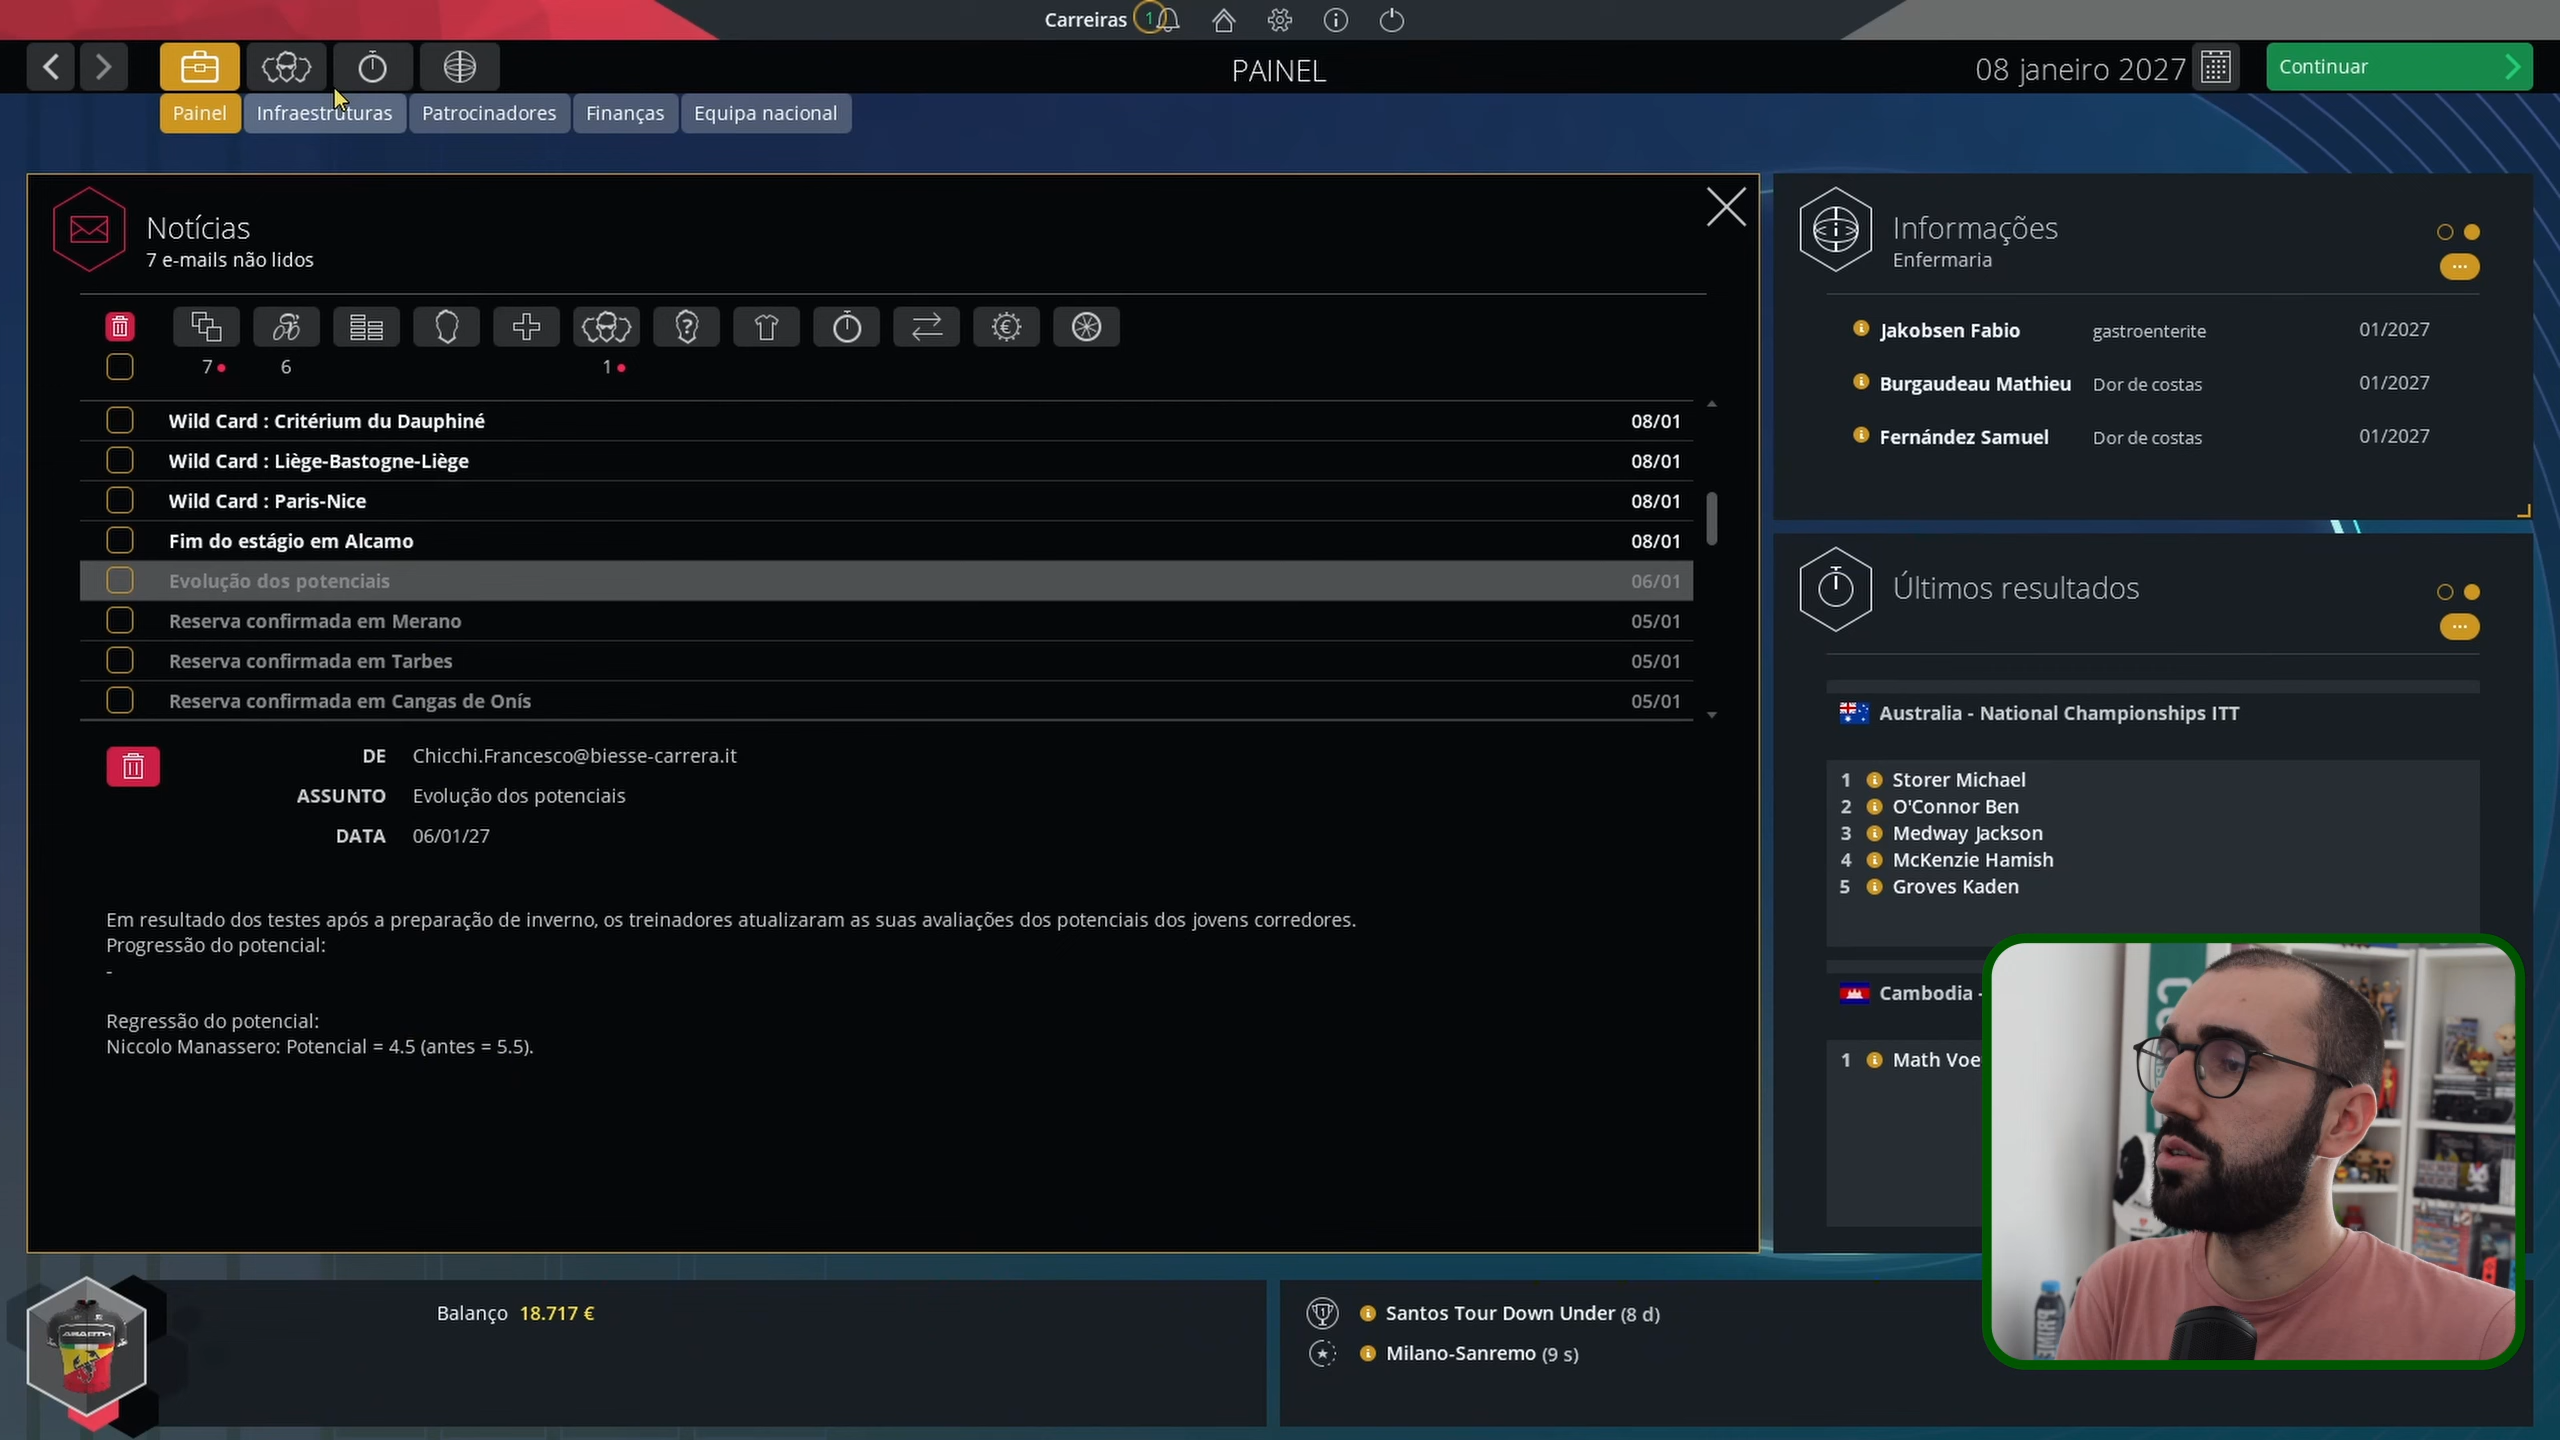 Carreiras 1
PAINEL
08 janeiro 2027
Continuar
Painel
Infraestruturas
Patrocinadores
Finanças
Equipa nacional
Notícias
7 e-mails não lidos
7
6
1
Wild Card : Critérium du Dauphiné 08/01
Wild Card : Liège-Bastogne-Liège 08/01
Wild Card : Paris-Nice 08/01
Fim do estágio em Alcamo 08/01
Evolução dos potenciais 06/01
Reserva confirmada em Merano 05/01
Reserva confirmada em Tarbes 05/01
Reserva confirmada em Cangas de Onís 05/01
DE Chicchi.Francesco@biesse-carrera.it
ASSUNTO Evolução dos potenciais
DATA 06/01/27
Em resultado dos testes após a preparação de inverno, os treinadores atualizaram as suas avaliações dos potenciais dos jovens corredores.
Progressão do potencial:
-
Regressão do potencial:
Niccolo Manassero: Potencial = 4.5 (antes = 5.5).
Informações
Enfermaria
Jakobsen Fabio gastroenterite 01/2027
Burgaudeau Mathieu Dor de costas 01/2027
Fernández Samuel Dor de costas 01/2027
Últimos resultados
Australia - National Championships ITT
1 Storer Michael
2 O'Connor Ben
3 Medway Jackson
4 McKenzie Hamish
5 Groves Kaden
Cambodia -
1 Math Voe
ABARTH
Balanço 18.717 €
Santos Tour Down Under (8 d)
Milano-Sanremo (9 s)